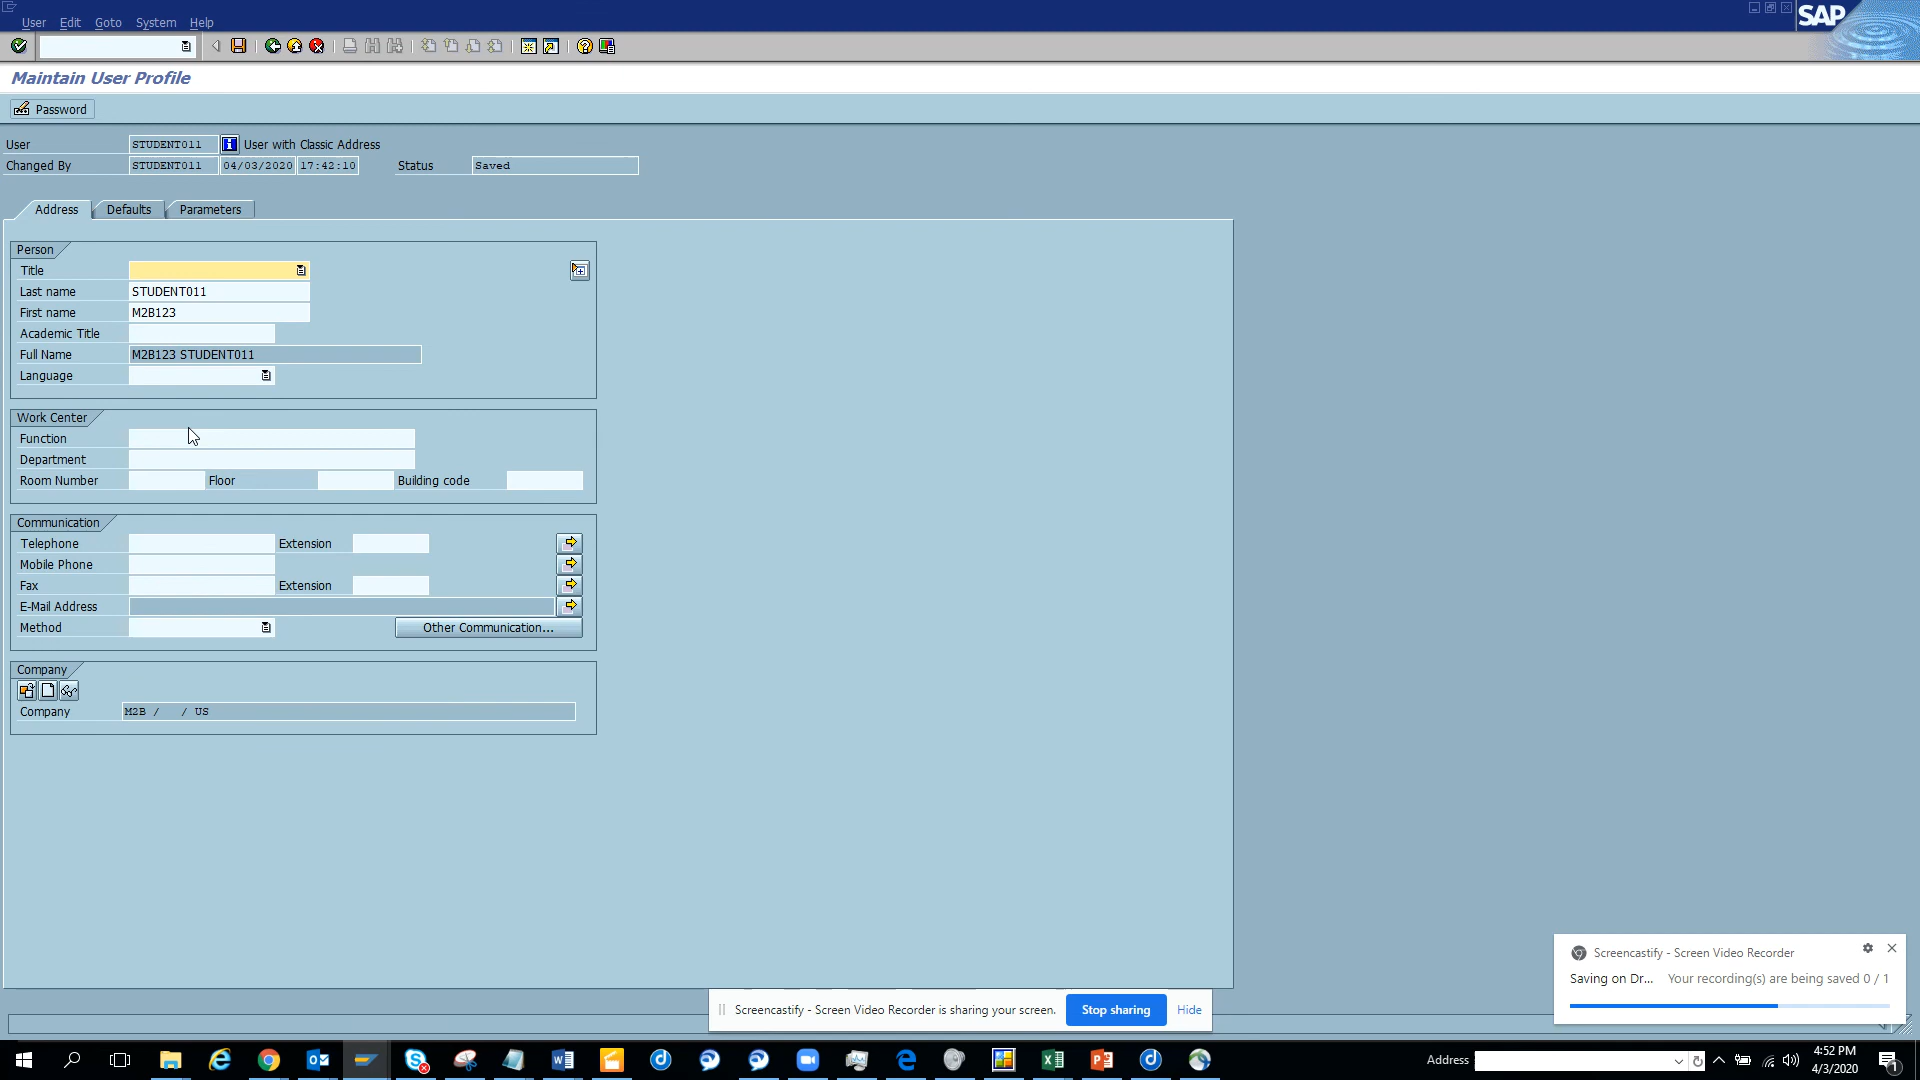 User Edit Goto System Help
SAP
Maintain User Profile
Password
User STUDENT011 User with Classic Address
Changed By STUDENT011 04/03/2020 17:42:10 Status Saved
Address Defaults Parameters
Person
Title
Last name STUDENT011
First name M2B123
Academic Title
Full Name M2B123 STUDENT011
Language
Work Center
Function
Department
Room Number Floor Building code
Communication
Telephone Extension
Mobile Phone
Fax Extension
E-Mail Address
Method Other Communication...
Company
Company M2B / / US
Screencastify - Screen Video Recorder
Saving on Dr... Your recording(s) are being saved 0 / 1
Screencastify - Screen Video Recorder is sharing your screen. Stop sharing Hide
Address
4:52 PM
4/3/2020
1